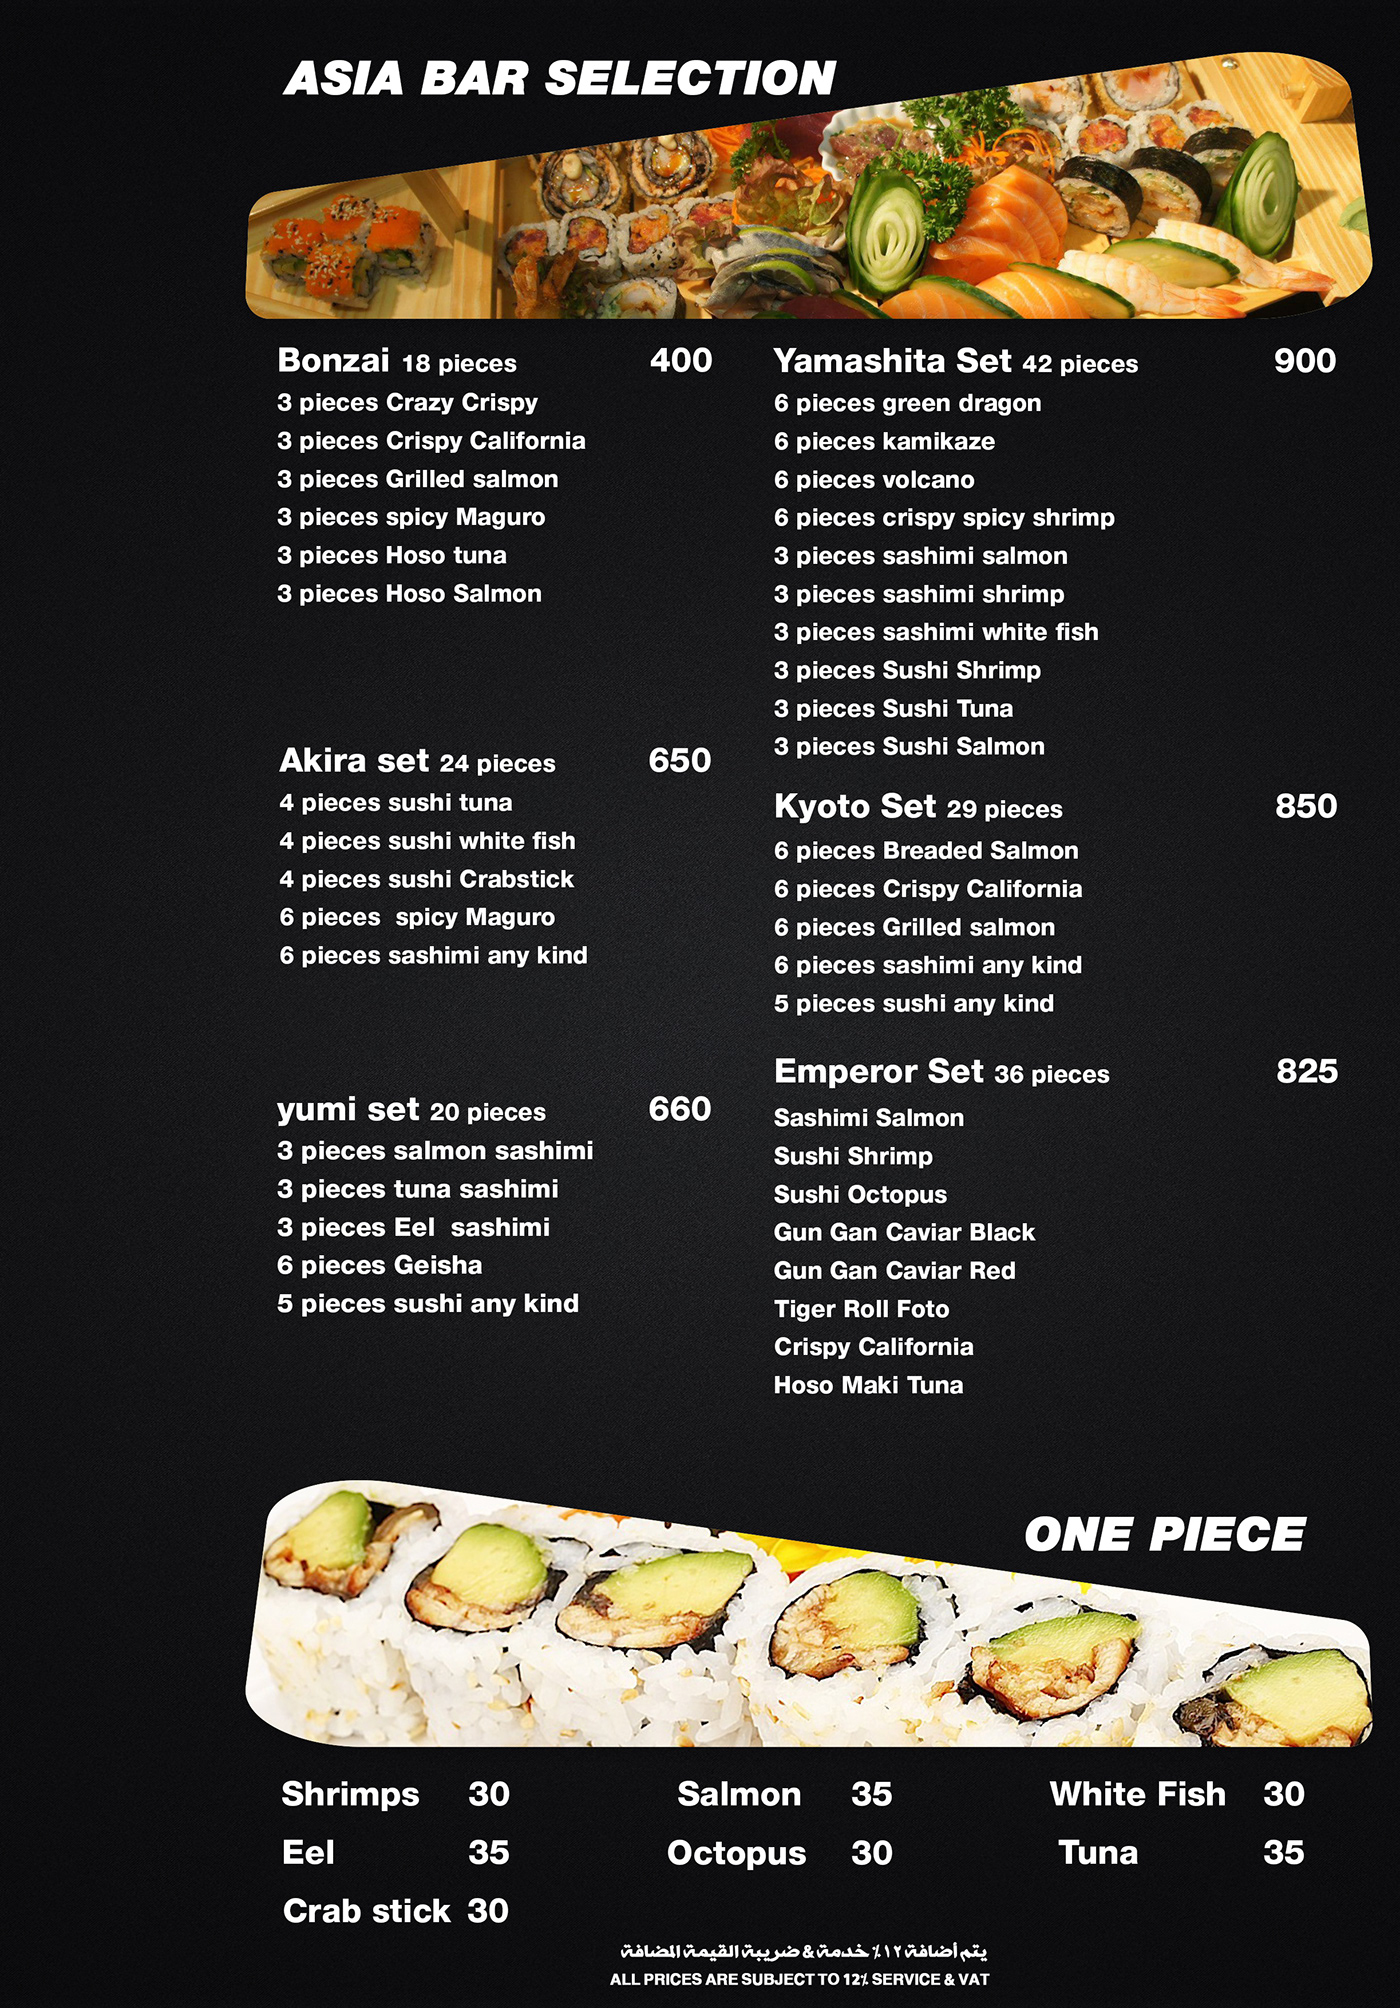 ASIA BAR SELECTION
Bonzai 18 pieces 400
3 pieces Crazy Crispy
3 pieces Crispy California
3 pieces Grilled salmon
3 pieces spicy Maguro
3 pieces Hoso tuna
3 pieces Hoso Salmon
Akira set 24 pieces 650
4 pieces sushi tuna
4 pieces sushi white fish
4 pieces sushi Crabstick
6 pieces spicy Maguro
6 pieces sashimi any kind
yumi set 20 pieces 660
3 pieces salmon sashimi
3 pieces tuna sashimi
3 pieces Eel sashimi
6 pieces Geisha
5 pieces sushi any kind
Yamashita Set 42 pieces 900
6 pieces green dragon
6 pieces kamikaze
6 pieces volcano
6 pieces crispy spicy shrimp
3 pieces sashimi salmon
3 pieces sashimi shrimp
3 pieces sashimi white fish
3 pieces Sushi Shrimp
3 pieces Sushi Tuna
3 pieces Sushi Salmon
Kyoto Set 29 pieces 850
6 pieces Breaded Salmon
6 pieces Crispy California
6 pieces Grilled salmon
6 pieces sashimi any kind
5 pieces sushi any kind
Emperor Set 36 pieces 825
Sashimi Salmon
Sushi Shrimp
Sushi Octopus
Gun Gan Caviar Black
Gun Gan Caviar Red
Tiger Roll Foto
Crispy California
Hoso Maki Tuna
ONE PIECE
Shrimps 30 Salmon 35 White Fish 30
Eel 35 Octopus 30 Tuna 35
Crab stick 30
يتم أضافة ١٢٪ خدمة & ضريبة القيمة المضافة
ALL PRICES ARE SUBJECT TO 12% SERVICE & VAT